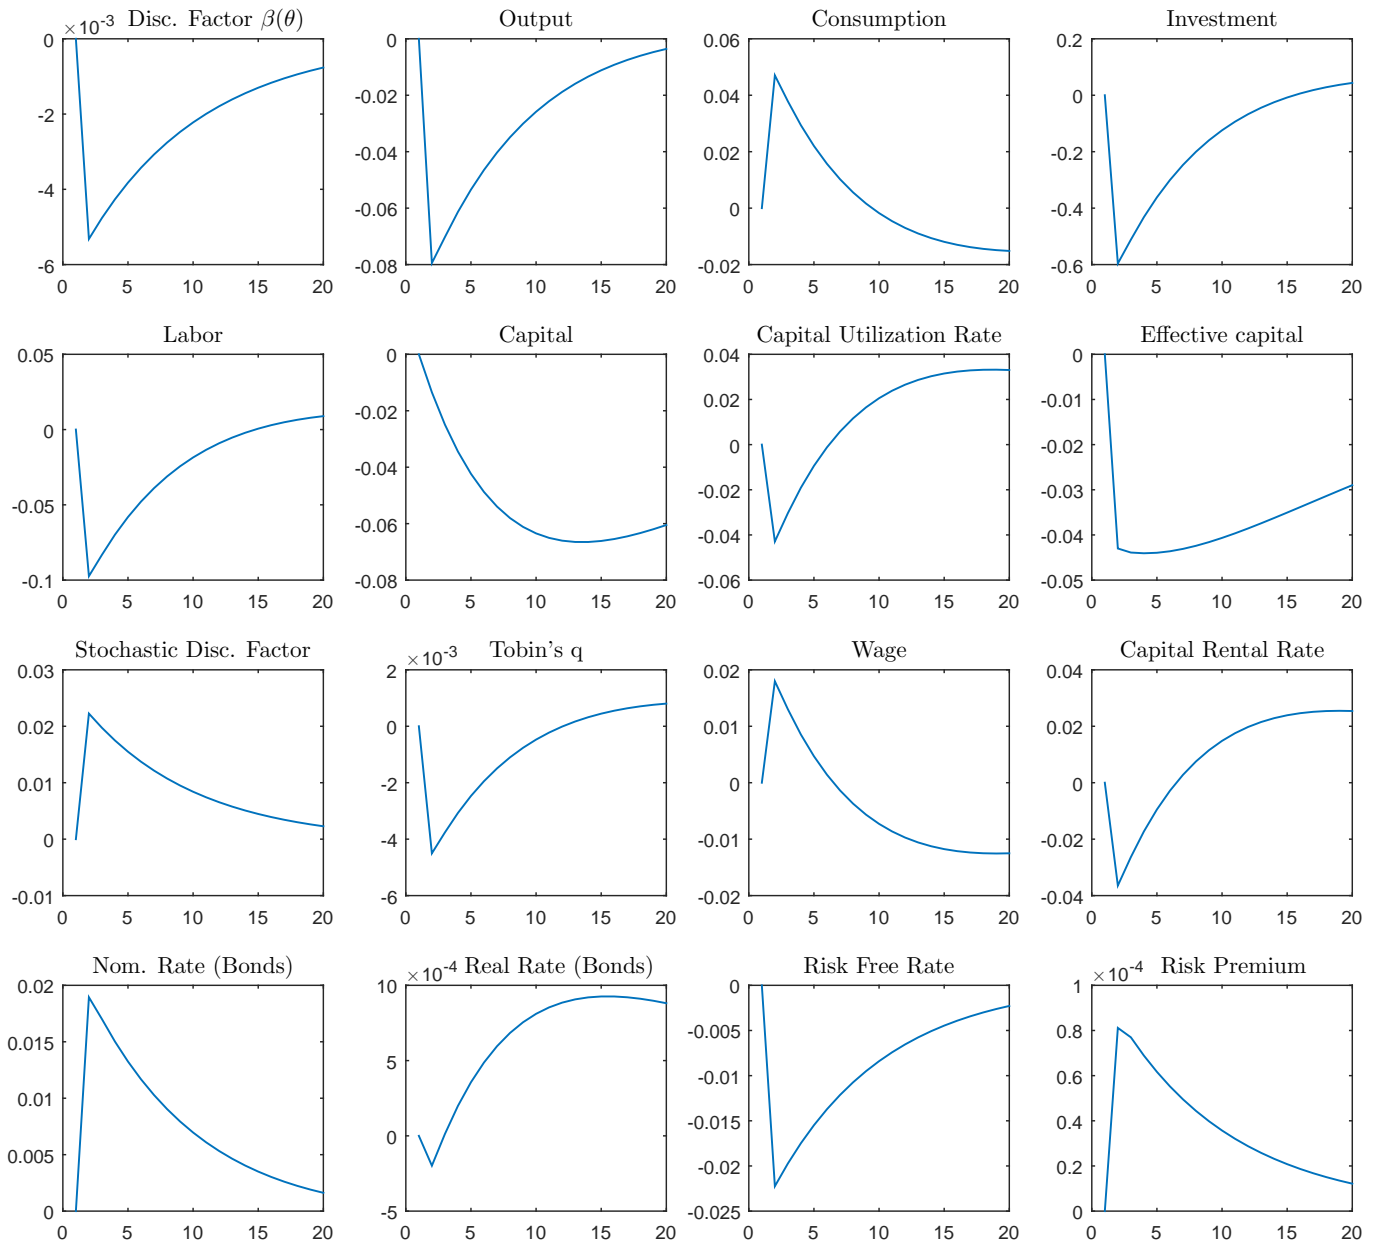 ×10⁻³ Disc. Factor β(θ)
0
-2
-4
-6
0 5 10 15 20
Output
0
-0.02
-0.04
-0.06
-0.08
0 5 10 15 20
Consumption
0.06
0.04
0.02
0
-0.02
0 5 10 15 20
Investment
0.2
0
-0.2
-0.4
-0.6
0 5 10 15 20
Labor
0.05
0
-0.05
-0.1
0 5 10 15 20
Capital
0
-0.02
-0.04
-0.06
-0.08
0 5 10 15 20
Capital Utilization Rate
0.04
0.02
0
-0.02
-0.04
-0.06
0 5 10 15 20
Effective capital
0
-0.01
-0.02
-0.03
-0.04
-0.05
0 5 10 15 20
Stochastic Disc. Factor
0.03
0.02
0.01
0
-0.01
0 5 10 15 20
×10⁻³ Tobin's q
2
0
-2
-4
-6
0 5 10 15 20
Wage
0.02
0.01
0
-0.01
-0.02
0 5 10 15 20
Capital Rental Rate
0.04
0.02
0
-0.02
-0.04
0 5 10 15 20
Nom. Rate (Bonds)
0.02
0.015
0.01
0.005
0
0 5 10 15 20
×10⁻⁴ Real Rate (Bonds)
10
5
0
-5
0 5 10 15 20
Risk Free Rate
0
-0.005
-0.01
-0.015
-0.02
-0.025
0 5 10 15 20
×10⁻⁴ Risk Premium
1
0.8
0.6
0.4
0.2
0
0 5 10 15 20